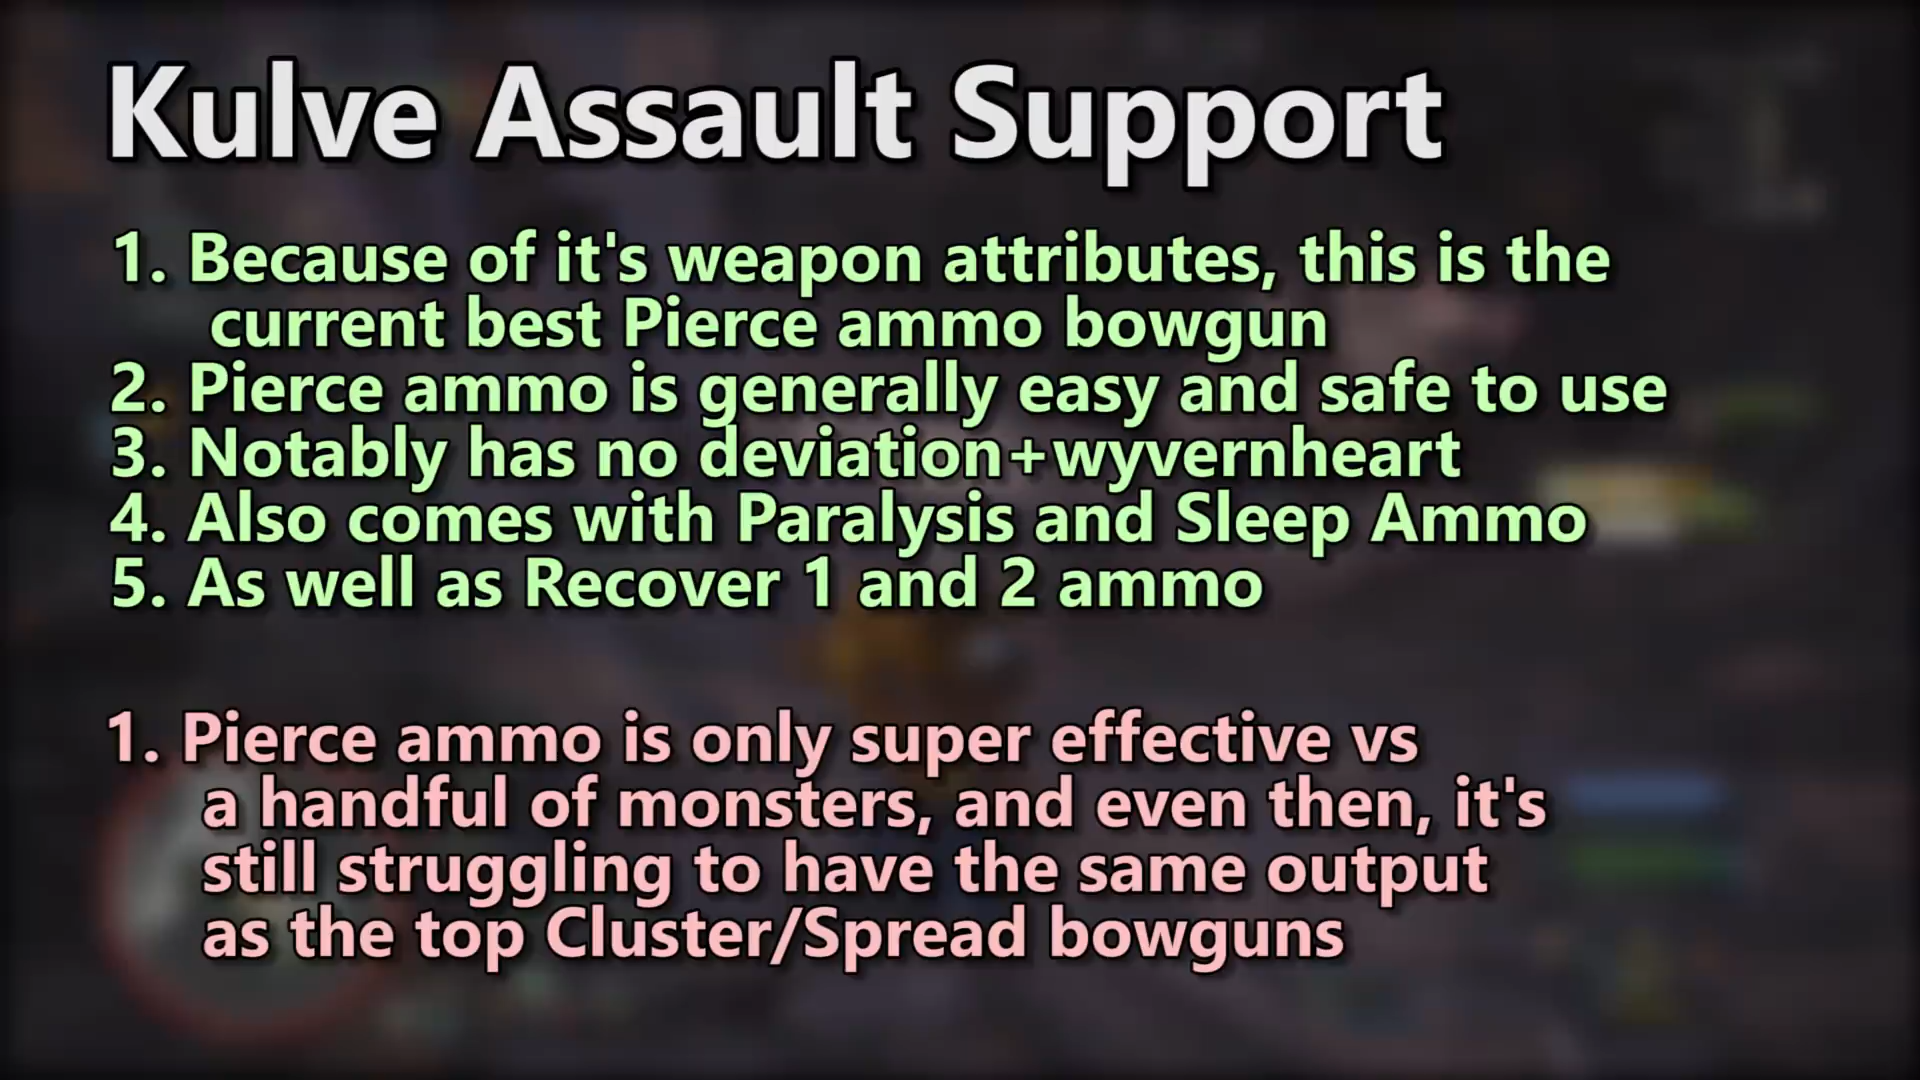 Kulve Assault Support
1. Because of it's weapon attributes, this is the
current best Pierce ammo bowgun
2. Pierce ammo is generally easy and safe to use
3. Notably has no deviation+wyvernheart
4. Also comes with Paralysis and Sleep Ammo
5. As well as Recover 1 and 2 ammo
1. Pierce ammo is only super effective vs
a handful of monsters, and even then, it's
still struggling to have the same output
as the top Cluster/Spread bowguns